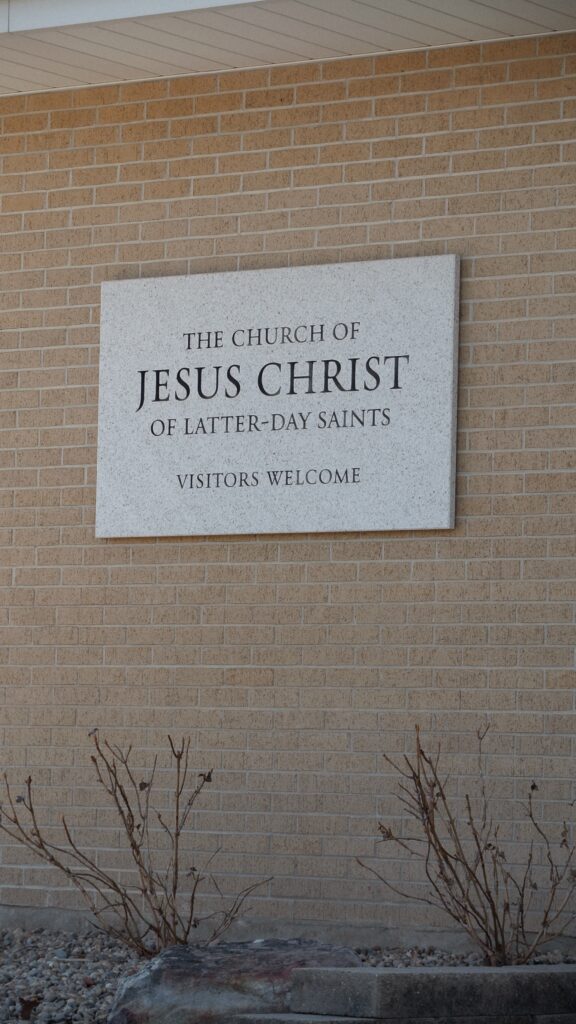 THE CHURCH OF
JESUS CHRIST
OF LATTER-DAY SAINTS
VISITORS WELCOME